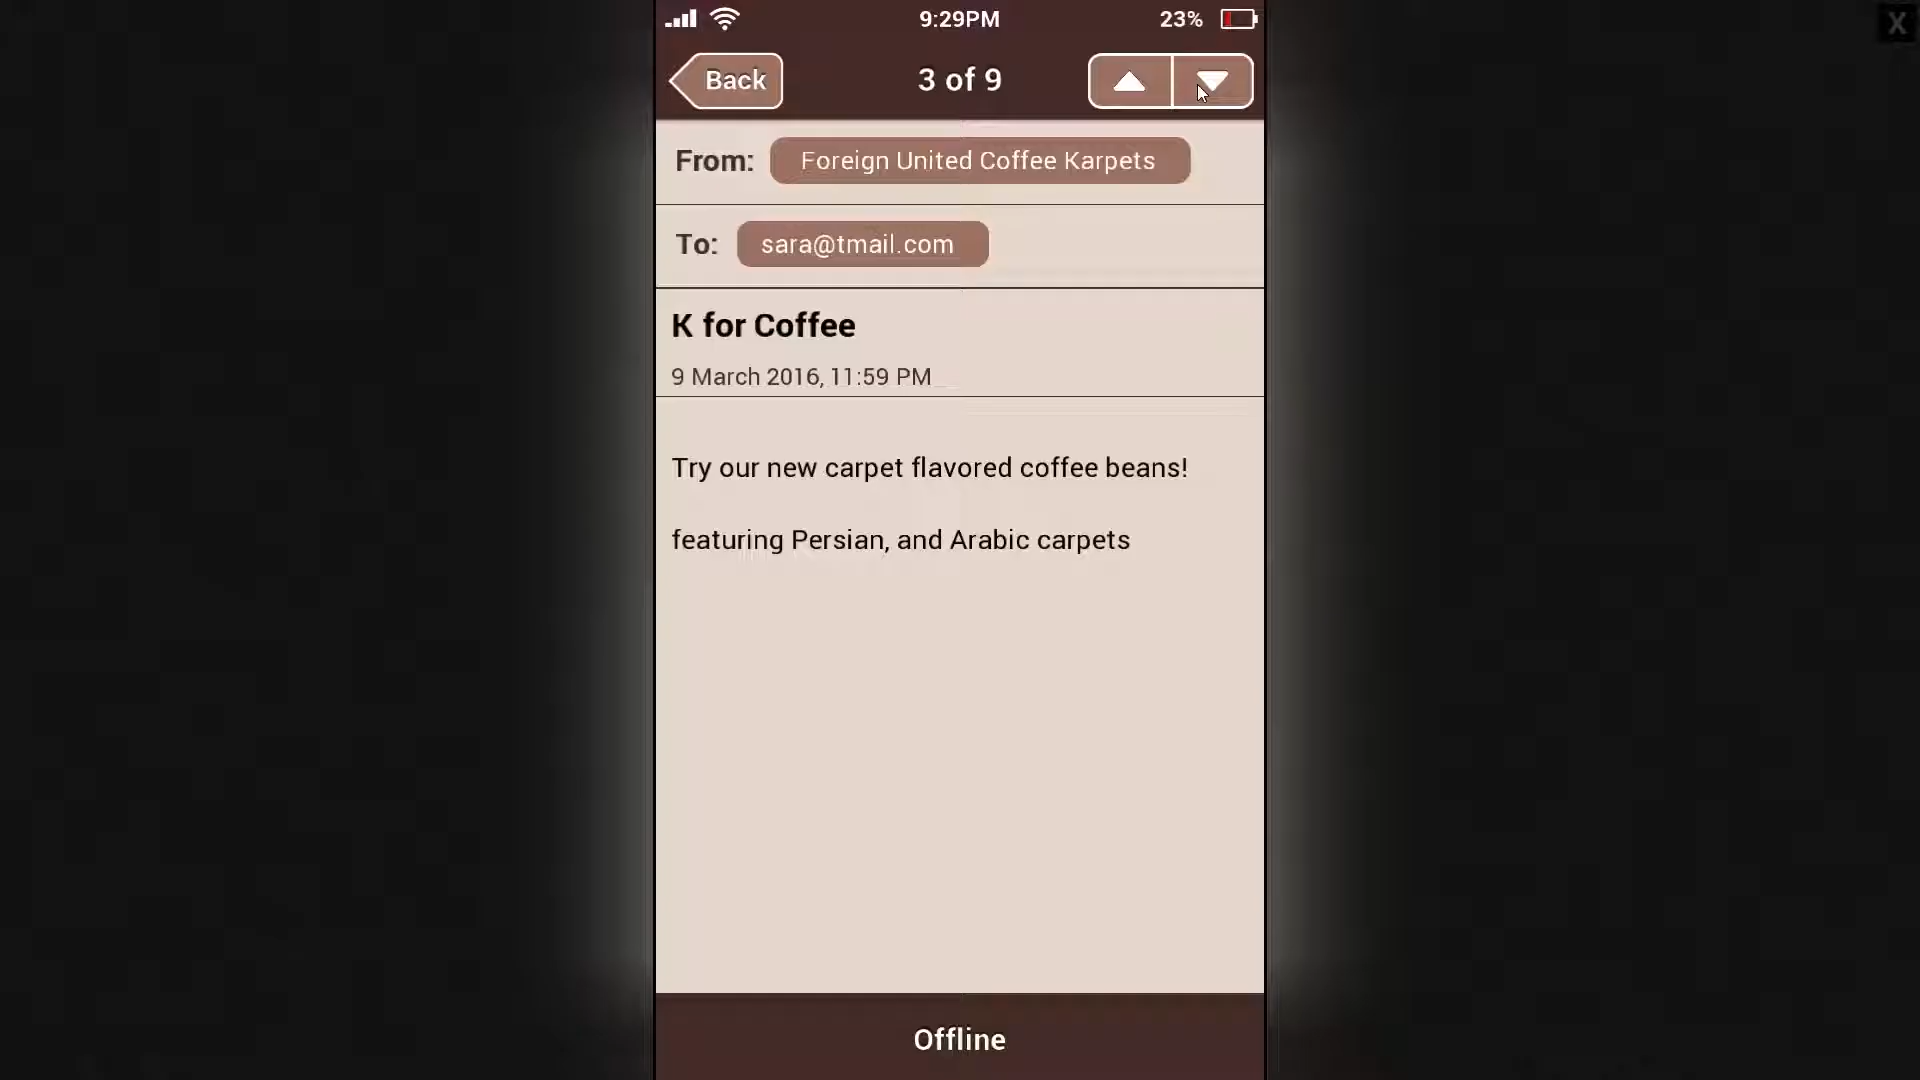 9:29PM
23%
X
Back
3 of 9
From: Foreign United Coffee Karpets
To: sara@tmail.com
K for Coffee
9 March 2016, 11:59 PM
Try our new carpet flavored coffee beans!
featuring Persian, and Arabic carpets
Offline